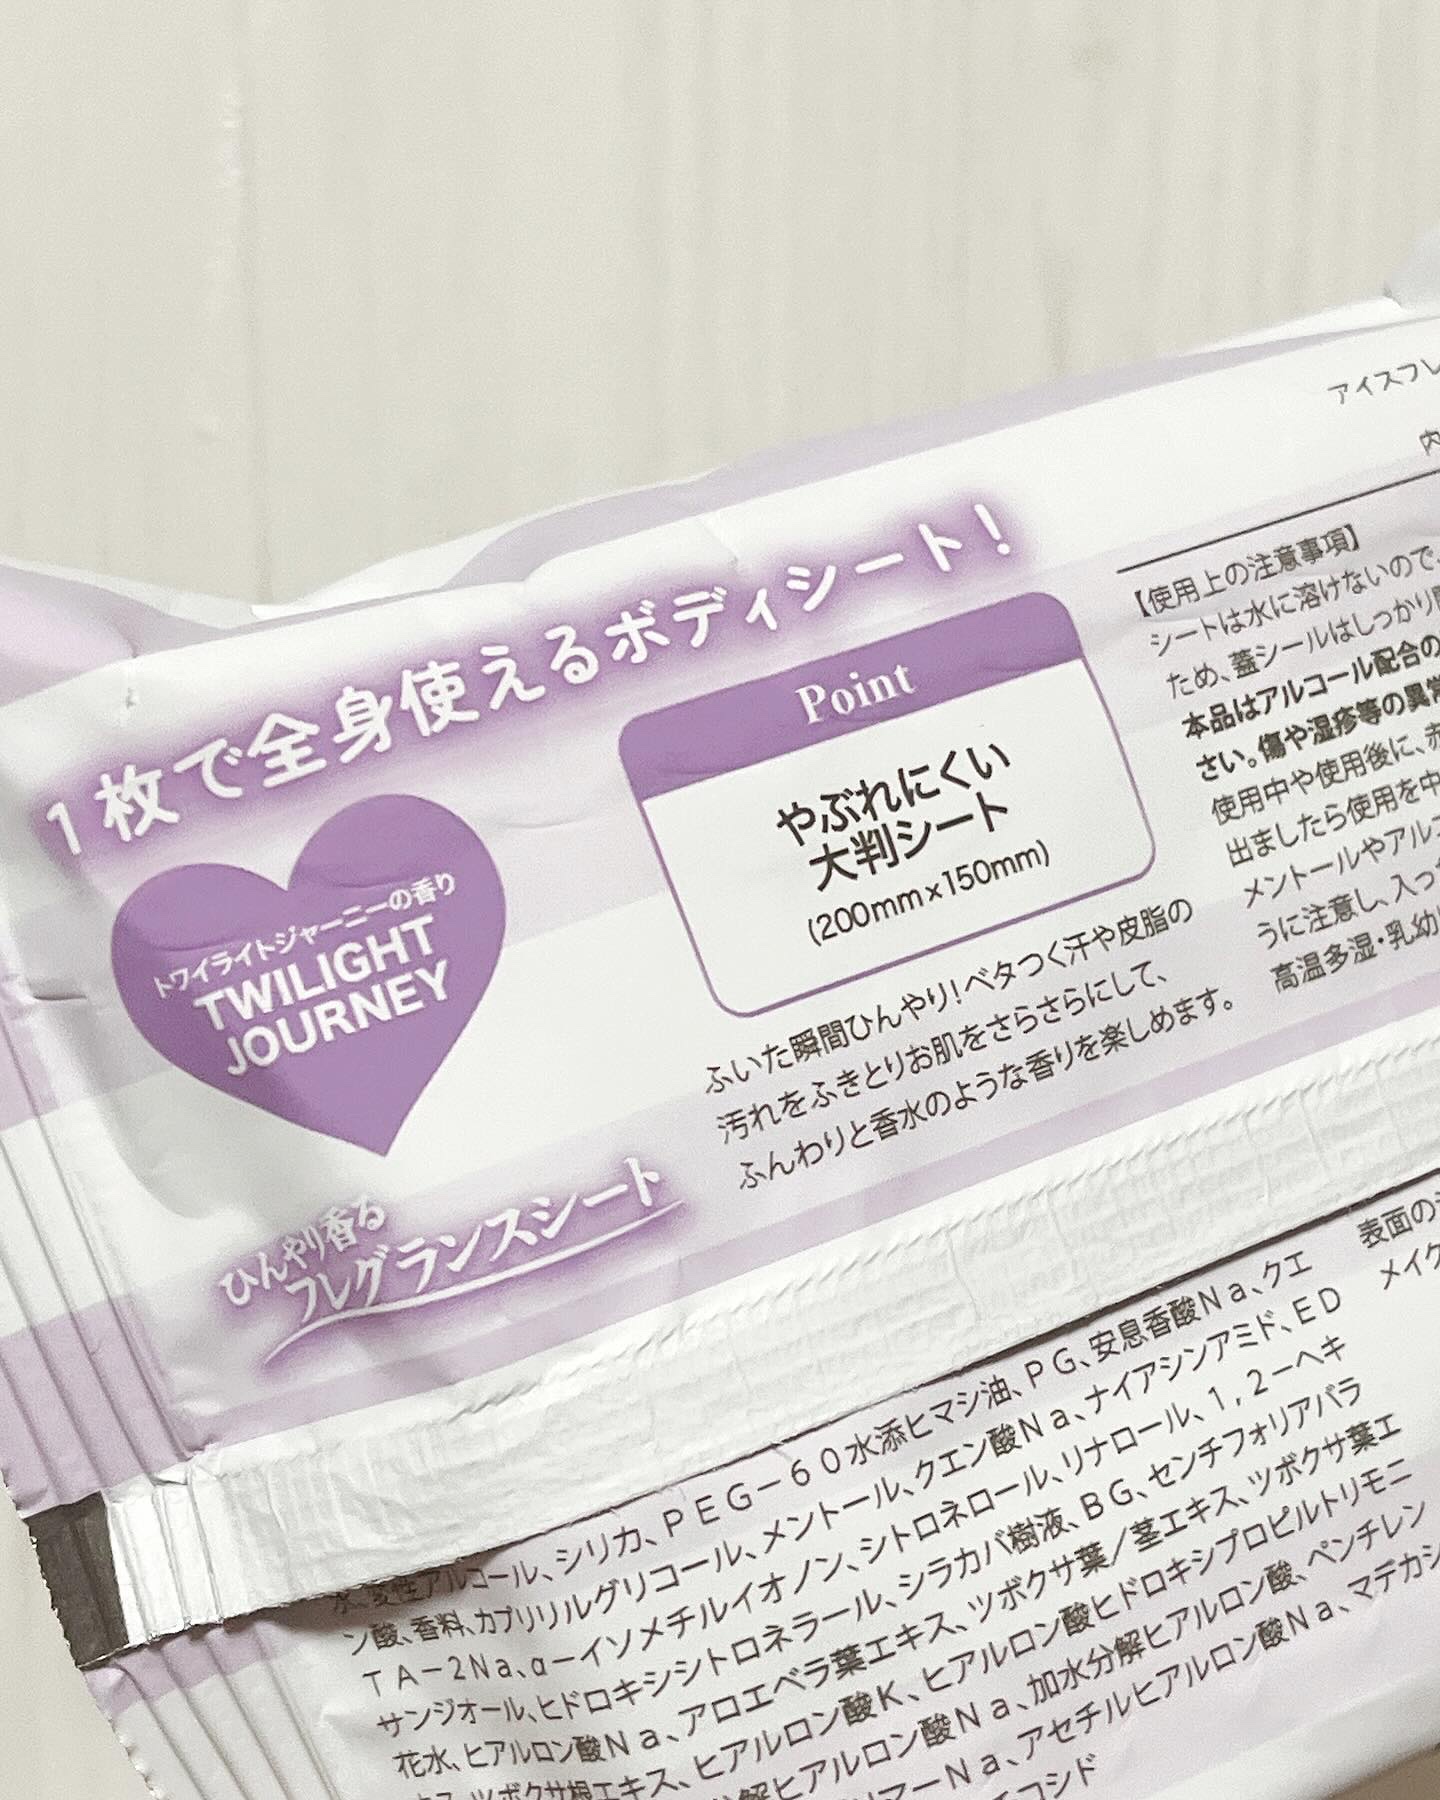 1枚で全身使えるボディシート!
トワイライトジャーニーの香り
TWILIGHT
JOURNEY
ひんやり香る
フレグランスシート
Point
やぶれにくい
大判シート
(200mm×150mm)
ふいた瞬間ひんやり!ベタつく汗や皮脂の
汚れをふきとりお肌をさらさらにして、
ふんわりと香水のような香りを楽しめます。
アイスフレ
内
【使用上の注意事項】
シートは水に溶けないので、
ため、蓋シールはしっかり
本品はアルコール配合の
さい。傷や湿疹等の異常
使用中や使用後に、赤
出ましたら使用を中
メントールやアルコ
うに注意し、入っ
高温多湿・乳幼
水、変性アルコール、シリカ、PEG-60水添ヒマシ油、PG、安息香酸Na、クエ
ン酸、香料、カプリリルグリコール、メントール、クエン酸Na、ナイアシンアミド、ED
TA-2Na、α-イソメチルイオノン、シトロネロール、リナロール、1,2-ヘキ
サンジオール、ヒドロキシシトロネラール、シラカバ樹液、BG、センチフォリアバラ
花水、ヒアルロン酸Na、アロエベラ葉エキス、ツボクサ葉/茎エキス、ツボクサ葉エ
キス、ツボクサ根エキス、ヒアルロン酸K、ヒアルロン酸ヒドロキシプロピルトリモニ
解ヒアルロン酸Na、加水分解ヒアルロン酸、ペンチレン
マーNa、アセチルヒアルロン酸Na、マデカシ
コシド
表面の
メイク